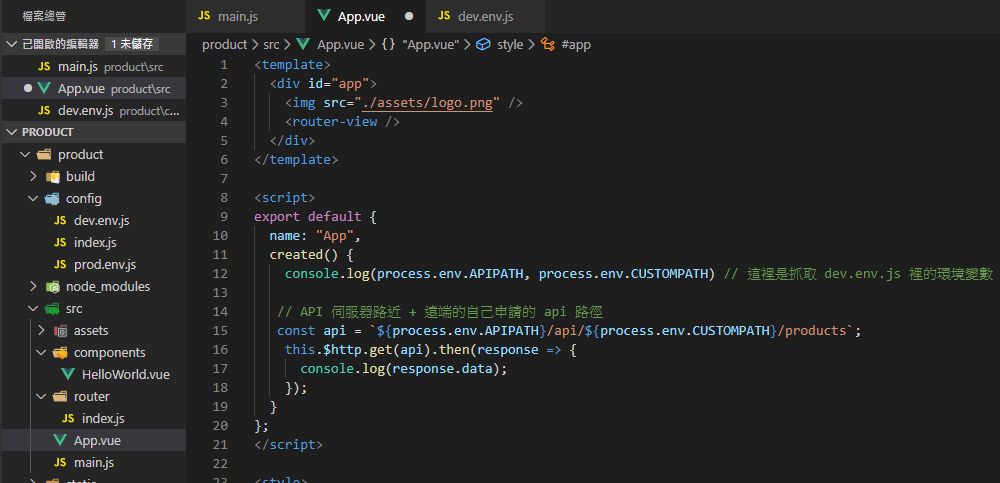 檔案總管
已開啟的編輯器 1 未儲存
JS main.js product\src
App.vue product\src
JS dev.env.js product\c...
PRODUCT
product
build
config
JS dev.env.js
JS index.js
JS prod.env.js
node_modules
src
assets
components
HelloWorld.vue
router
JS index.js
App.vue
JS main.js
static
JS main.js App.vue JS dev.env.js
product > src > App.vue > {} "App.vue" > style > #app
1 <template>
2 <div id="app">
3 <img src="./assets/logo.png" />
4 <router-view />
5 </div>
6 </template>
7
8 <script>
9 export default {
10 name: "App",
11 created() {
12 console.log(process.env.APIPATH, process.env.CUSTOMPATH) // 這裡是抓取 dev.env.js 裡的環境變數
13
14 // API 伺服器路近 + 遠端的自己申請的 api 路徑
15 const api = `${process.env.APIPATH}/api/${process.env.CUSTOMPATH}/products`;
16 this.$http.get(api).then(response => {
17 console.log(response.data);
18 });
19 }
20 };
21 </script>
22
23 <style>